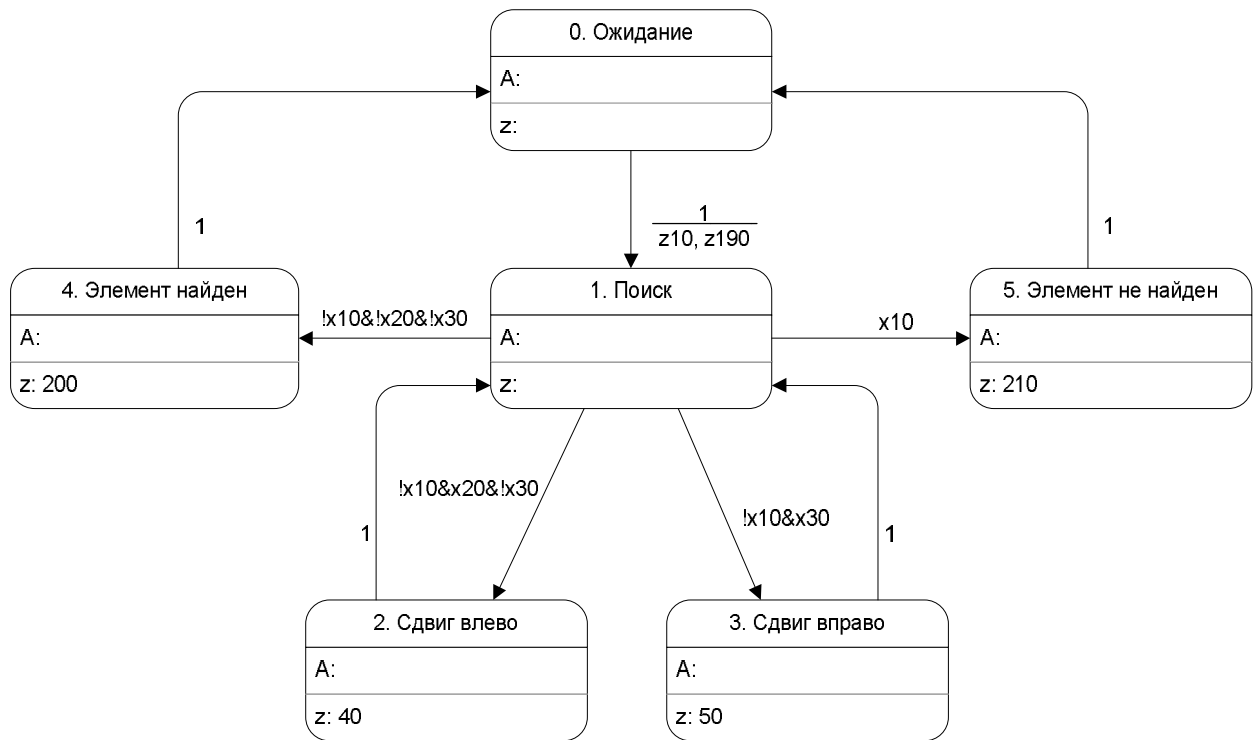 0. Ожидание
A:
z:
1
1
z10, z190
1
4. Элемент найден
A:
z: 200
!x10&!x20&!x30
1. Поиск
A:
z:
x10
5. Элемент не найден
A:
z: 210
!x10&x20&!x30
1
!x10&x30
1
2. Сдвиг влево
A:
z: 40
3. Сдвиг вправо
A:
z: 50